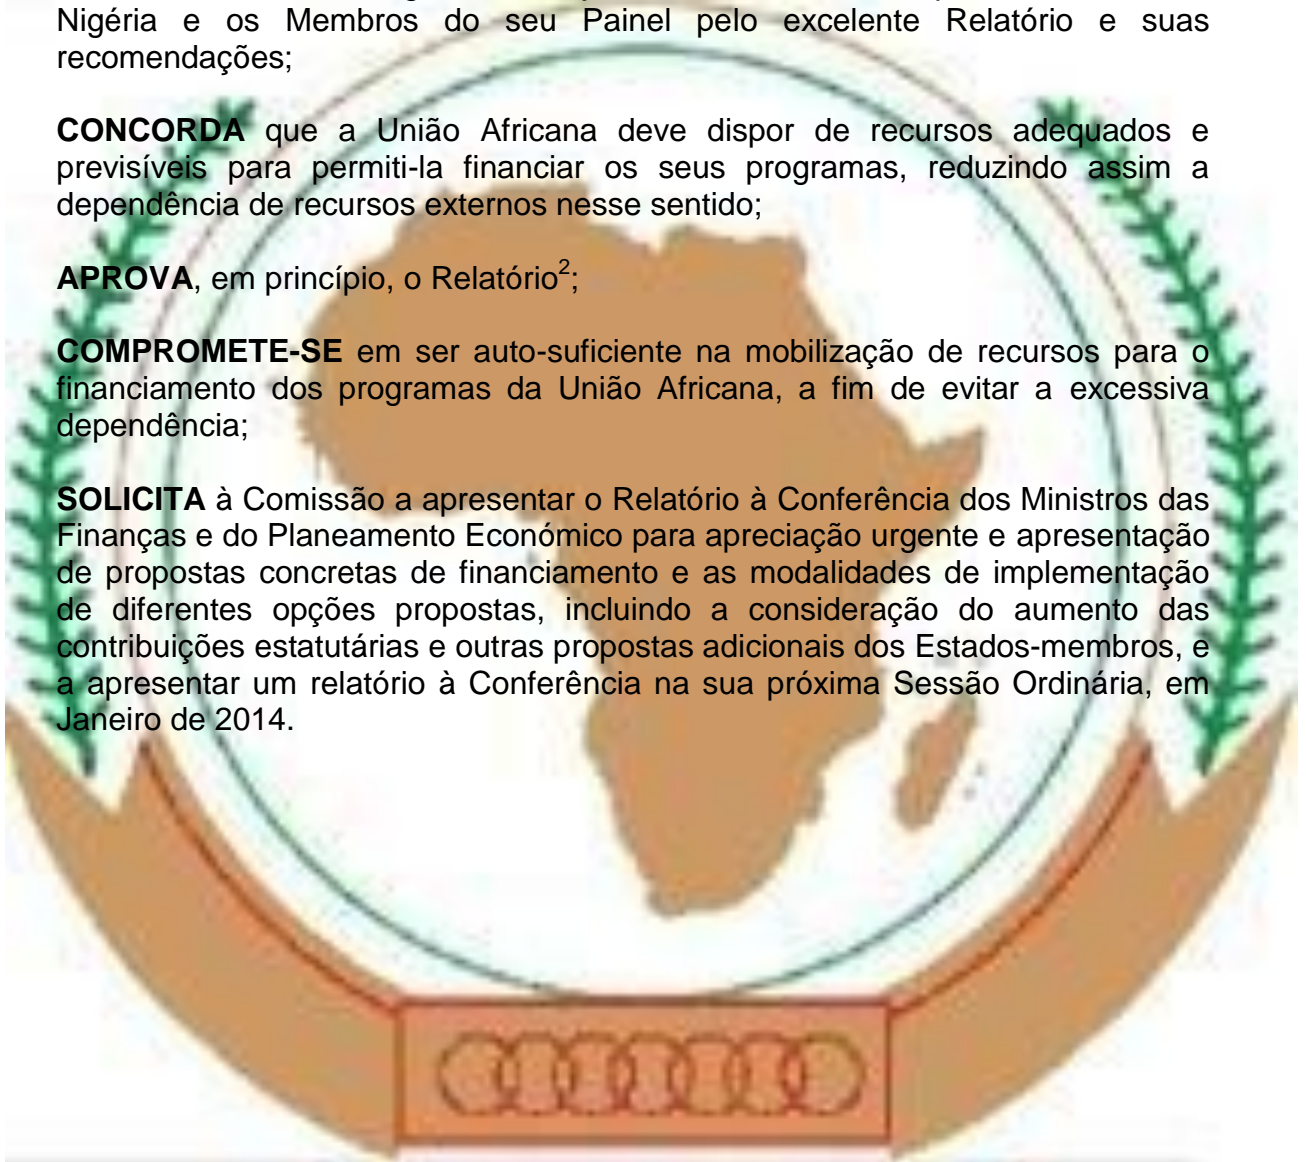 Nigéria e os Membros do seu Painel pelo excelente Relatório e suas
recomendações;
CONCORDA que a União Africana deve dispor de recursos adequados e
previsíveis para permiti-la financiar os seus programas, reduzindo assim a
dependência de recursos externos nesse sentido;
APROVA, em princípio, o Relatório2;
COMPROMETE-SE em ser auto-suficiente na mobilização de recursos para o
financiamento dos programas da União Africana, a fim de evitar a excessiva
dependência;
SOLICITA à Comissão a apresentar o Relatório à Conferência dos Ministros das
Finanças e do Planeamento Económico para apreciação urgente e apresentação
de propostas concretas de financiamento e as modalidades de implementação
de diferentes opções propostas, incluindo a consideração do aumento das
contribuições estatutárias e outras propostas adicionais dos Estados-membros, e
a apresentar um relatório à Conferência na sua próxima Sessão Ordinária, em
Janeiro de 2014.